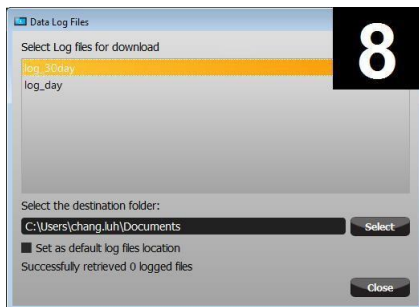 Data Log Files
8
Select Log files for download
log_30day
log_day
Select the destination folder:
C:\Users\chang.luh\Documents
Select
Set as default log files location
Successfully retrieved 0 logged files
Close